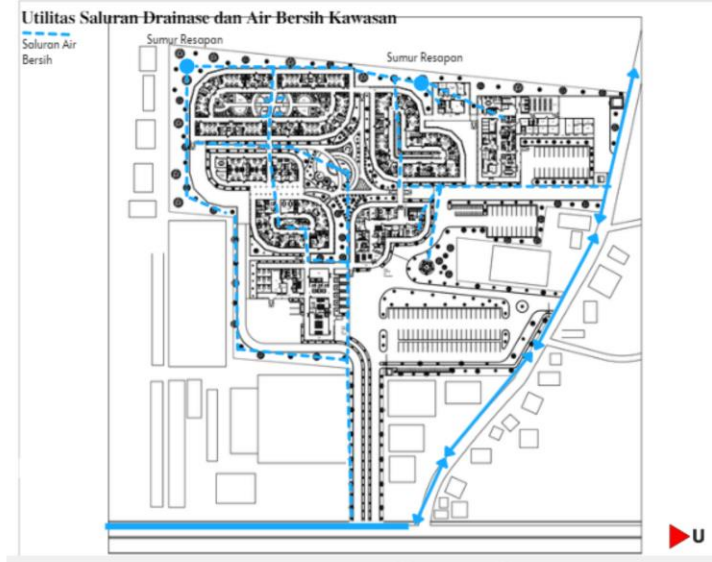 Utilitas Saluran Drainase dan Air Bersih Kawasan
Saluran Air
Bersih
Sumur Resapan
Sumur Resapan
U